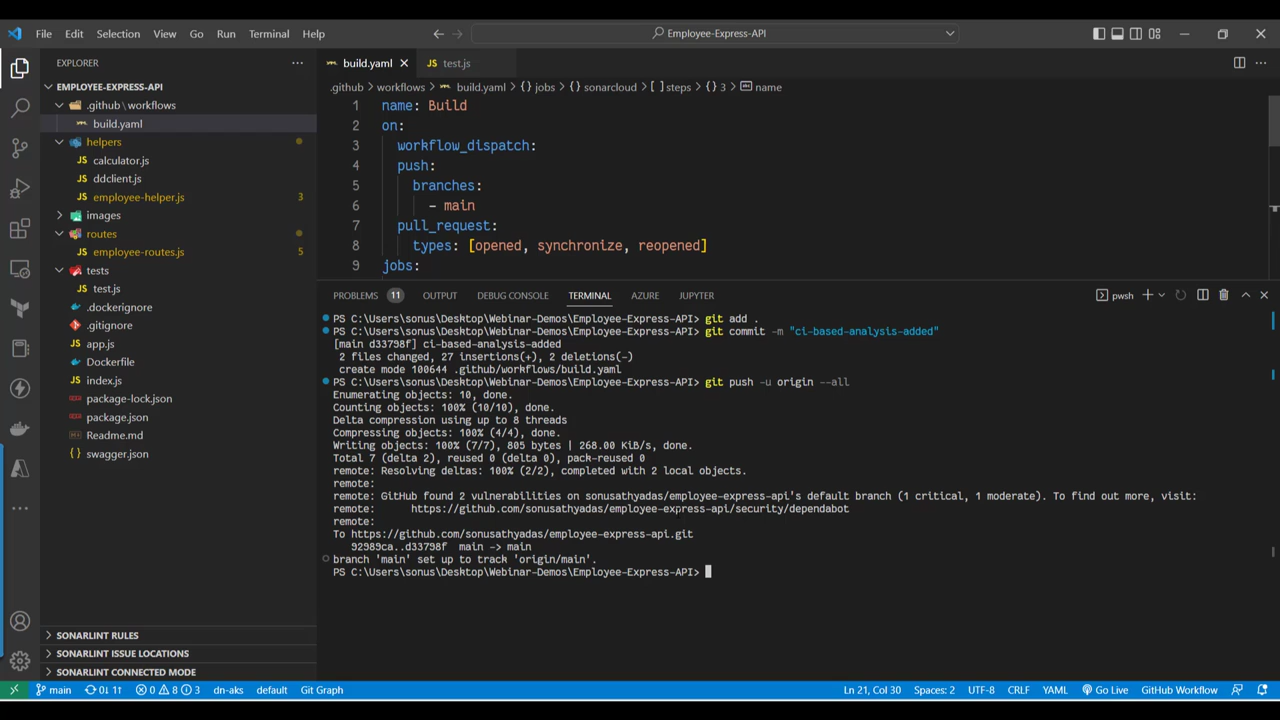 File Edit Selection View Go Run Terminal Help
Employee-Express-API
EXPLORER
EMPLOYEE-EXPRESS-API
.github \ workflows
build.yaml
helpers
JS calculator.js
JS ddclient.js
JS employee-helper.js 3
images
routes
JS employee-routes.js 5
tests
JS test.js
.dockerignore
.gitignore
JS app.js
Dockerfile
JS index.js
package-lock.json
package.json
Readme.md
swagger.json
SONARLINT RULES
SONARLINT ISSUE LOCATIONS
SONARLINT CONNECTED MODE
build.yaml JS test.js
.github > workflows > build.yaml > {} jobs > {} sonarcloud > [ ] steps > {} 3 > name
1 name: Build
2 on:
3 workflow_dispatch:
4 push:
5 branches:
6 - main
7 pull_request:
8 types: [opened, synchronize, reopened]
9 jobs:
PROBLEMS 11 OUTPUT DEBUG CONSOLE TERMINAL AZURE JUPYTER
pwsh
PS C:\Users\sonus\Desktop\Webinar-Demos\Employee-Express-API> git add .
PS C:\Users\sonus\Desktop\Webinar-Demos\Employee-Express-API> git commit -m "ci-based-analysis-added"
[main d33798f] ci-based-analysis-added
2 files changed, 27 insertions(+), 2 deletions(-)
create mode 100644 .github/workflows/build.yaml
PS C:\Users\sonus\Desktop\Webinar-Demos\Employee-Express-API> git push -u origin --all
Enumerating objects: 10, done.
Counting objects: 100% (10/10), done.
Delta compression using up to 8 threads
Compressing objects: 100% (4/4), done.
Writing objects: 100% (7/7), 805 bytes | 268.00 KiB/s, done.
Total 7 (delta 2), reused 0 (delta 0), pack-reused 0
remote: Resolving deltas: 100% (2/2), completed with 2 local objects.
remote:
remote: GitHub found 2 vulnerabilities on sonusathyadas/employee-express-api's default branch (1 critical, 1 moderate). To find out more, visit:
remote: https://github.com/sonusathyadas/employee-express-api/security/dependabot
remote:
To https://github.com/sonusathyadas/employee-express-api.git
92989ca..d33798f main -> main
branch 'main' set up to track 'origin/main'.
PS C:\Users\sonus\Desktop\Webinar-Demos\Employee-Express-API>
main 0↓ 1↑ 0 8 3 dn-aks default Git Graph
Ln 21, Col 30 Spaces: 2 UTF-8 CRLF YAML Go Live GitHub Workflow